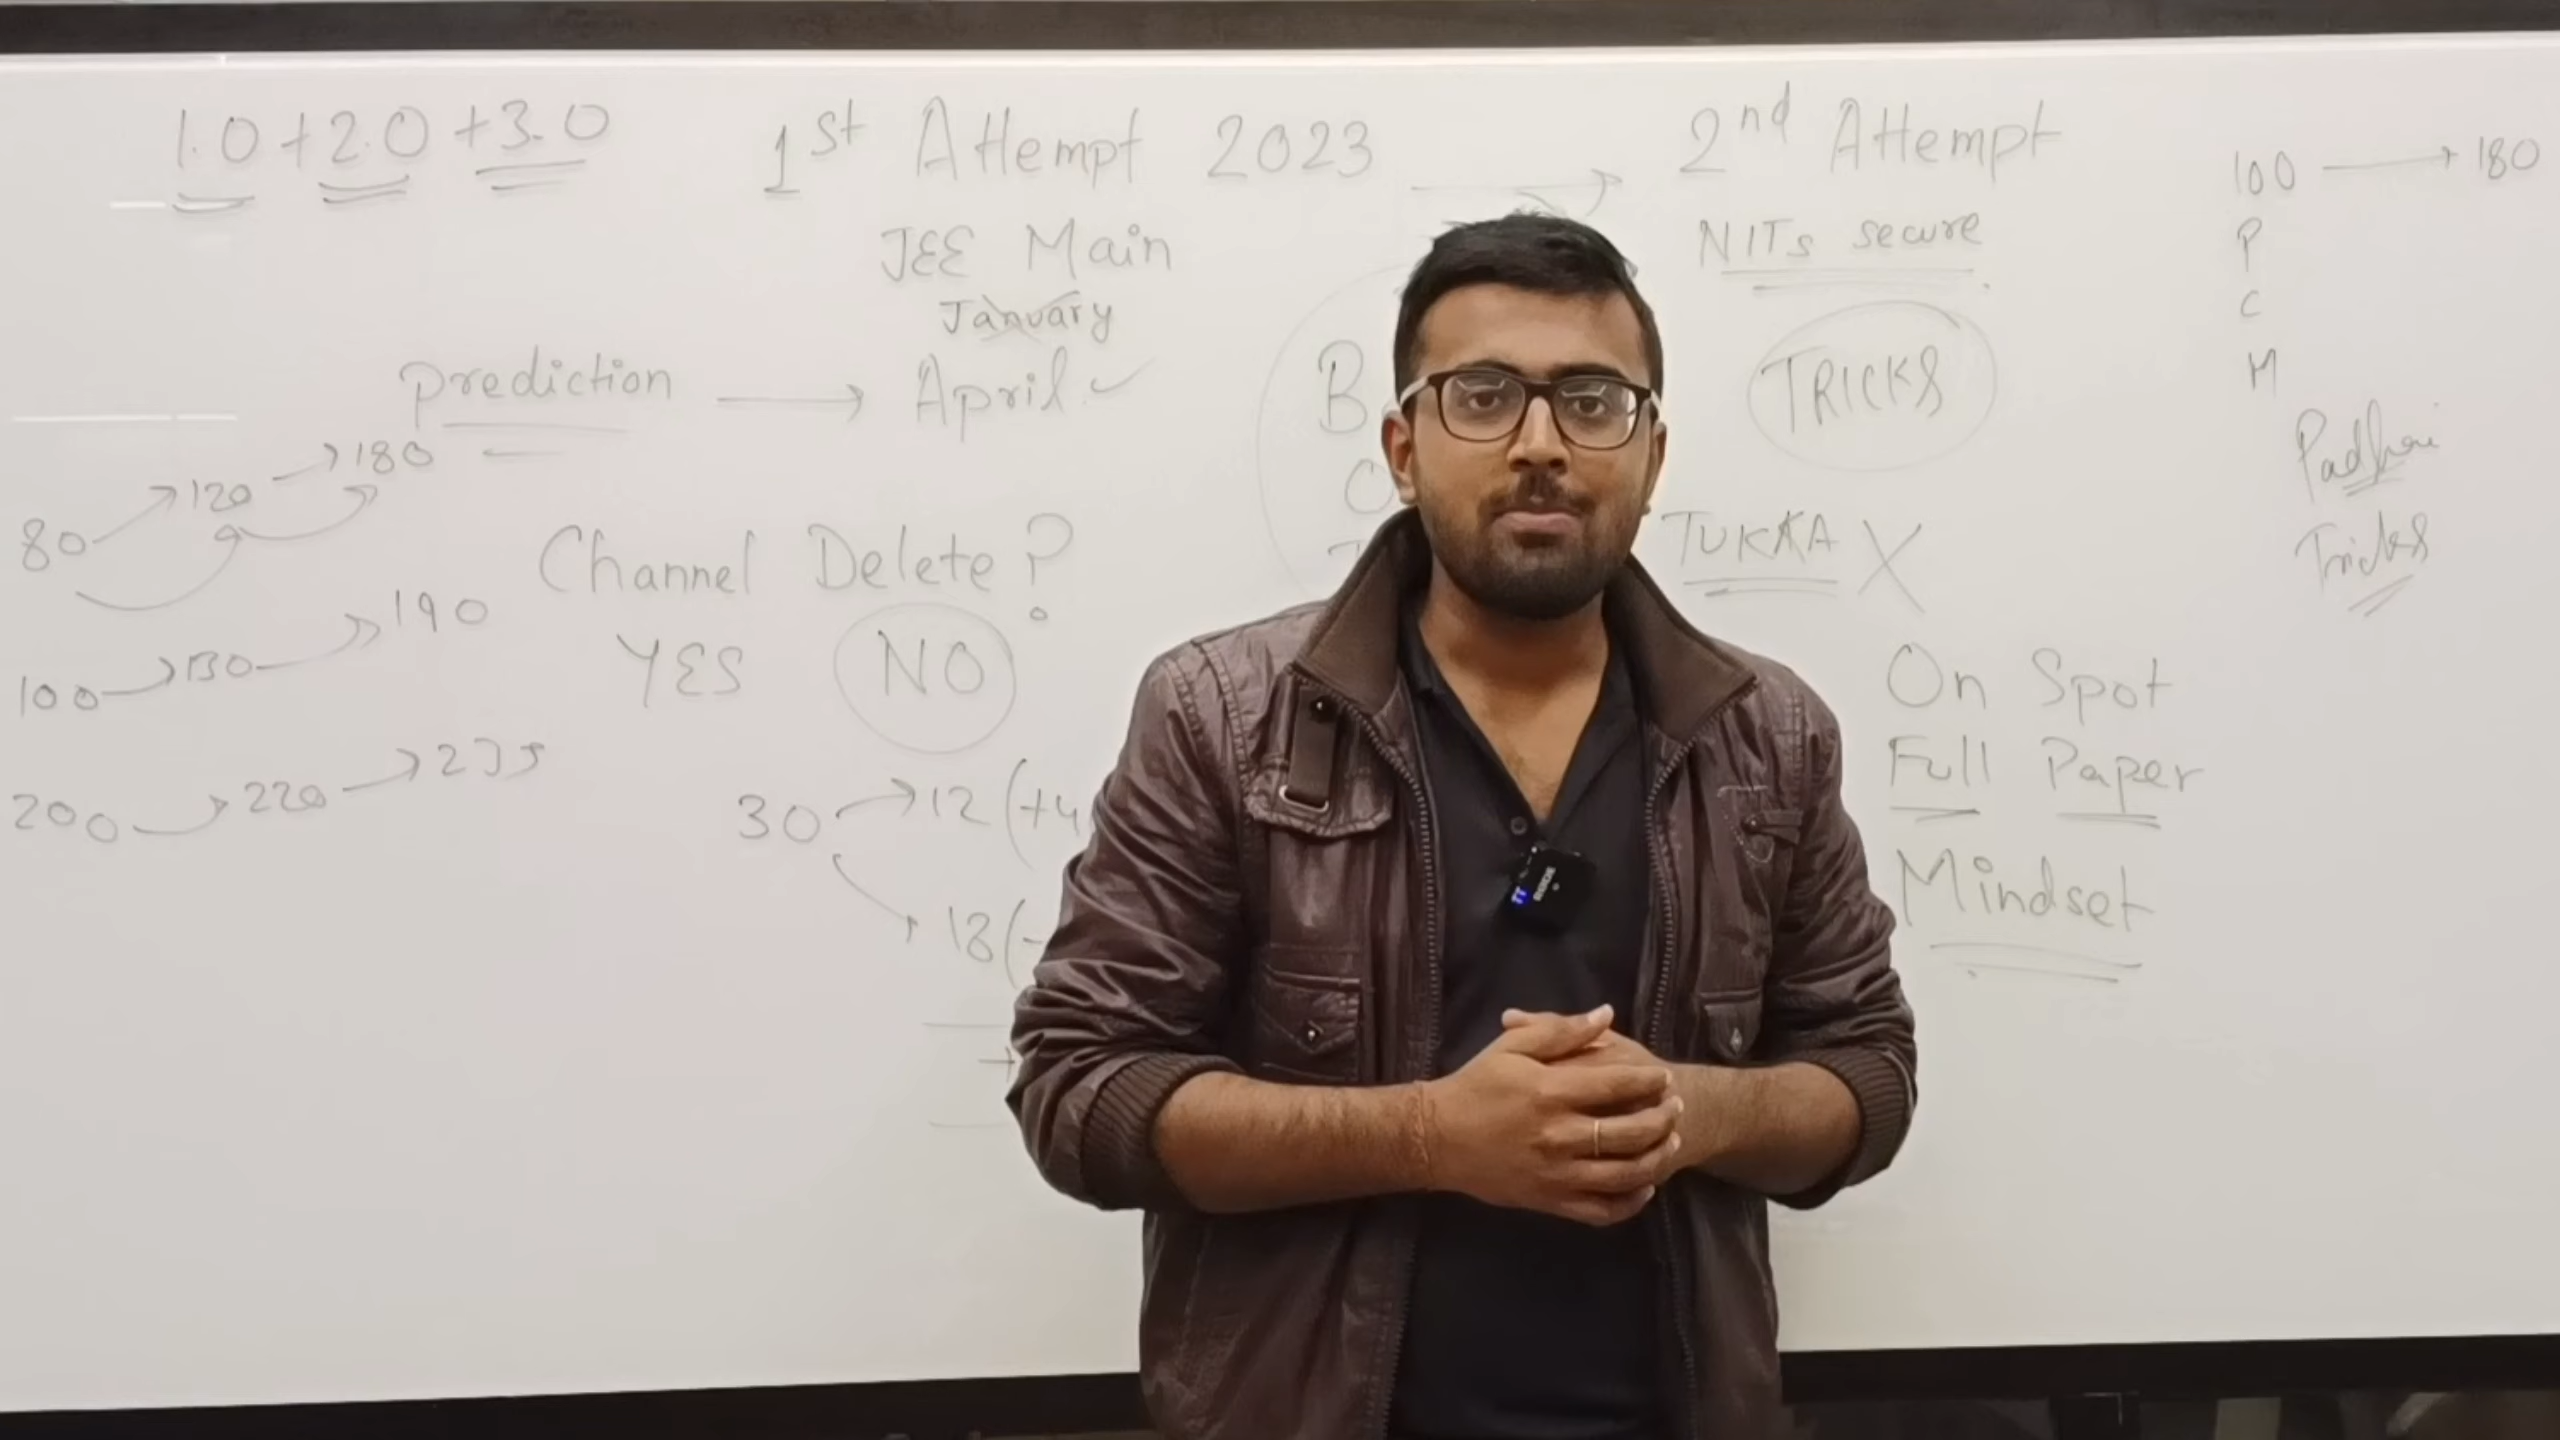 1.0 + 2.0 + 3.0
1st Attempt 2023 → 2nd Attempt
JEE Main
January
NITs secure
100 → 180
P
C
M
prediction → April ✓
B
O
TRICKS
Padhai
Tricks
80 → 120 → 180
100 → 130 → 190
200 → 220 → 235
Channel Delete ?
YES NO
TUKKA X
30 → 12 (+4
→ 18 (-
+
On Spot
Full Paper
Mindset